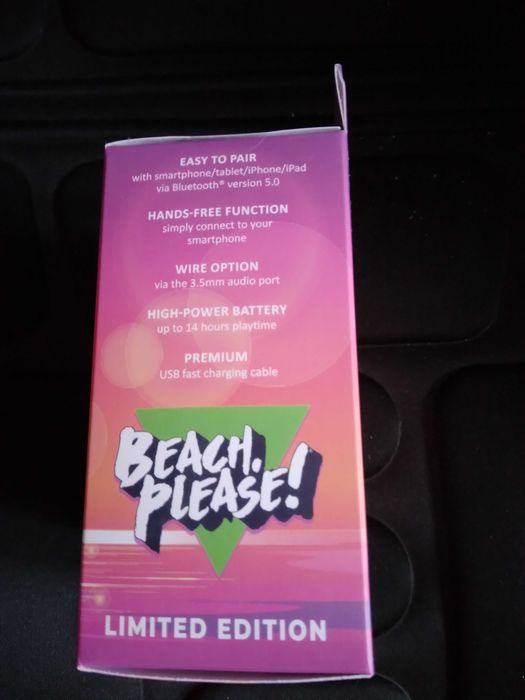 EASY TO PAIR
with smartphone/tablet/iPhone/iPad
via Bluetooth® version 5.0
HANDS-FREE FUNCTION
simply connect to your
smartphone
WIRE OPTION
via the 3.5mm audio port
HIGH-POWER BATTERY
up to 14 hours playtime
PREMIUM
USB fast charging cable
BEACH,
PLEASE!
LIMITED EDITION